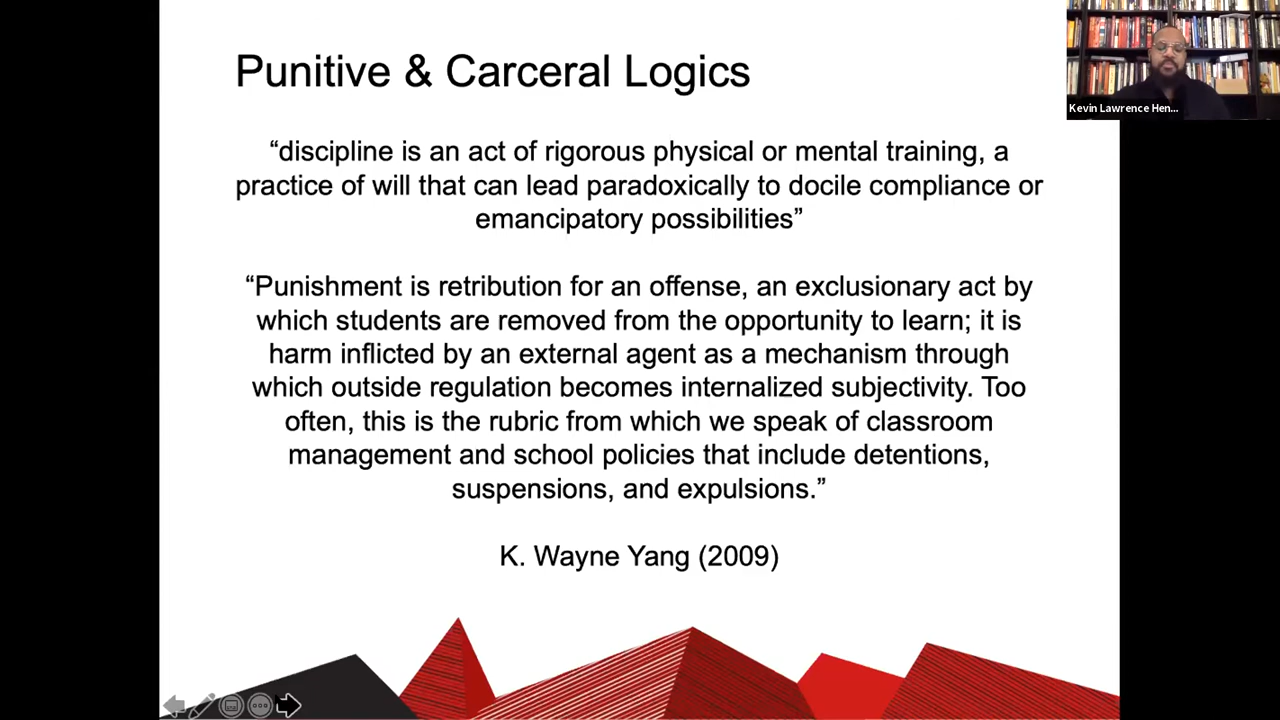 Punitive & Carceral Logics
“discipline is an act of rigorous physical or mental training, a
practice of will that can lead paradoxically to docile compliance or
emancipatory possibilities”
“Punishment is retribution for an offense, an exclusionary act by
which students are removed from the opportunity to learn; it is
harm inflicted by an external agent as a mechanism through
which outside regulation becomes internalized subjectivity. Too
often, this is the rubric from which we speak of classroom
management and school policies that include detentions,
suspensions, and expulsions.”
K. Wayne Yang (2009)
Kevin Lawrence Hen...